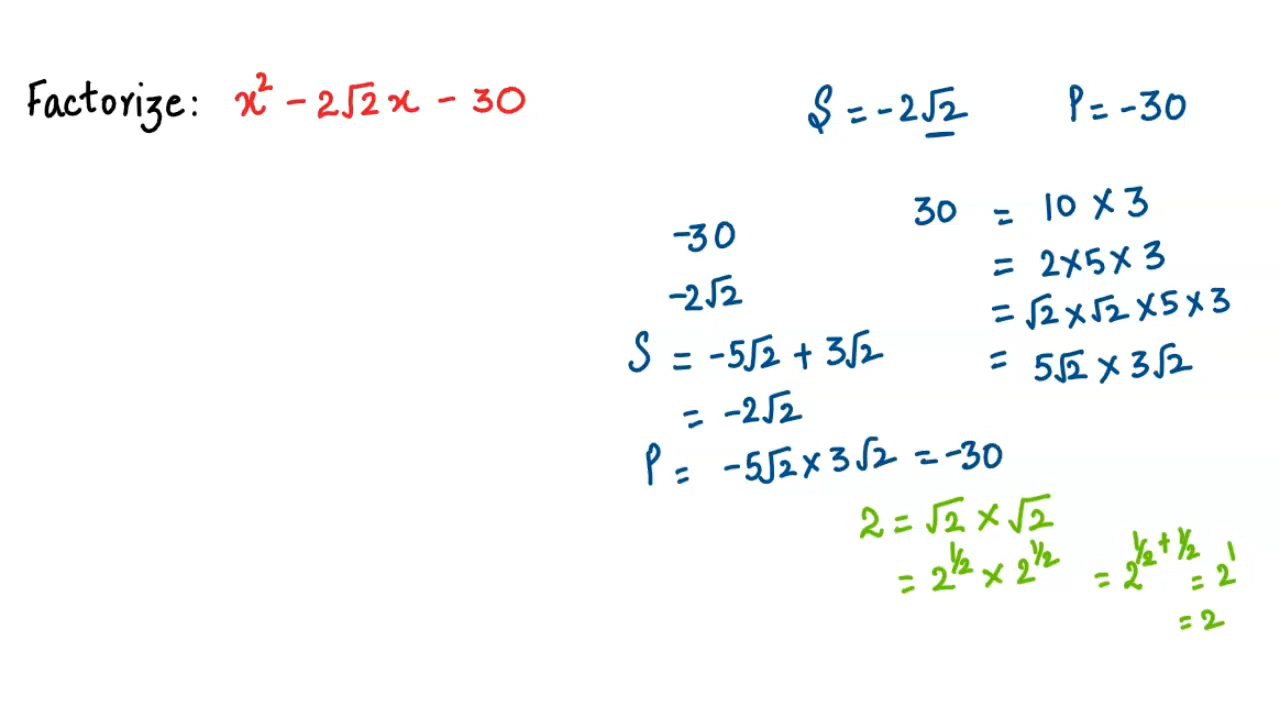 Factorize: x² - 2√2x - 30
S = -2√2 P = -30
30 = 10 × 3
= 2×5×3
= √2×√2×5×3
= 5√2 × 3√2
-30
-2√2
S = -5√2 + 3√2
= -2√2
P = -5√2×3√2 = -30
2 = √2 × √2
= 2^½ × 2^½ = 2^½+½ = 2^1
= 2